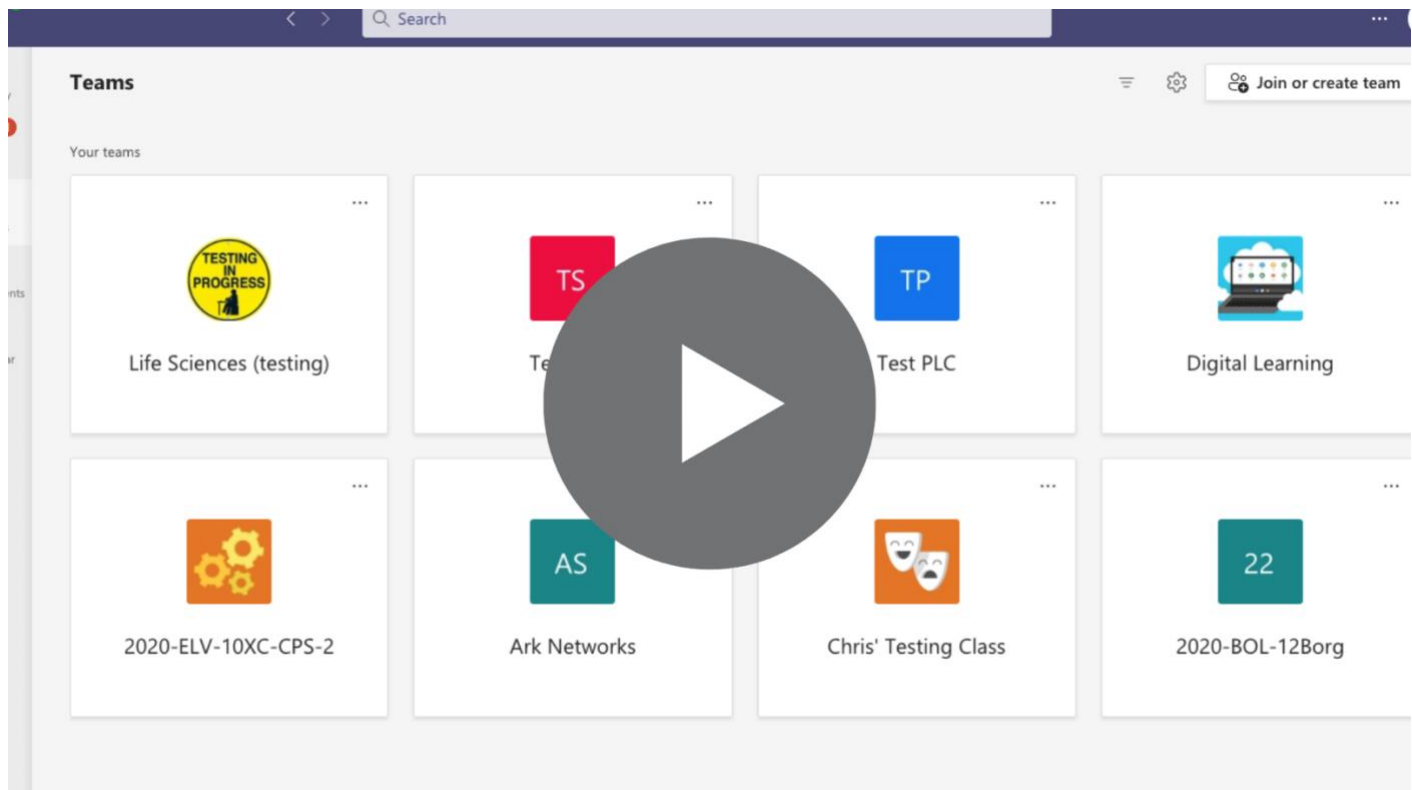 Search
Teams
Join or create team
Your teams
TESTING
IN
PROGRESS
Life Sciences (testing)
TS
TP
Test PLC
Digital Learning
2020-ELV-10XC-CPS-2
AS
Ark Networks
Chris' Testing Class
22
2020-BOL-12Borg